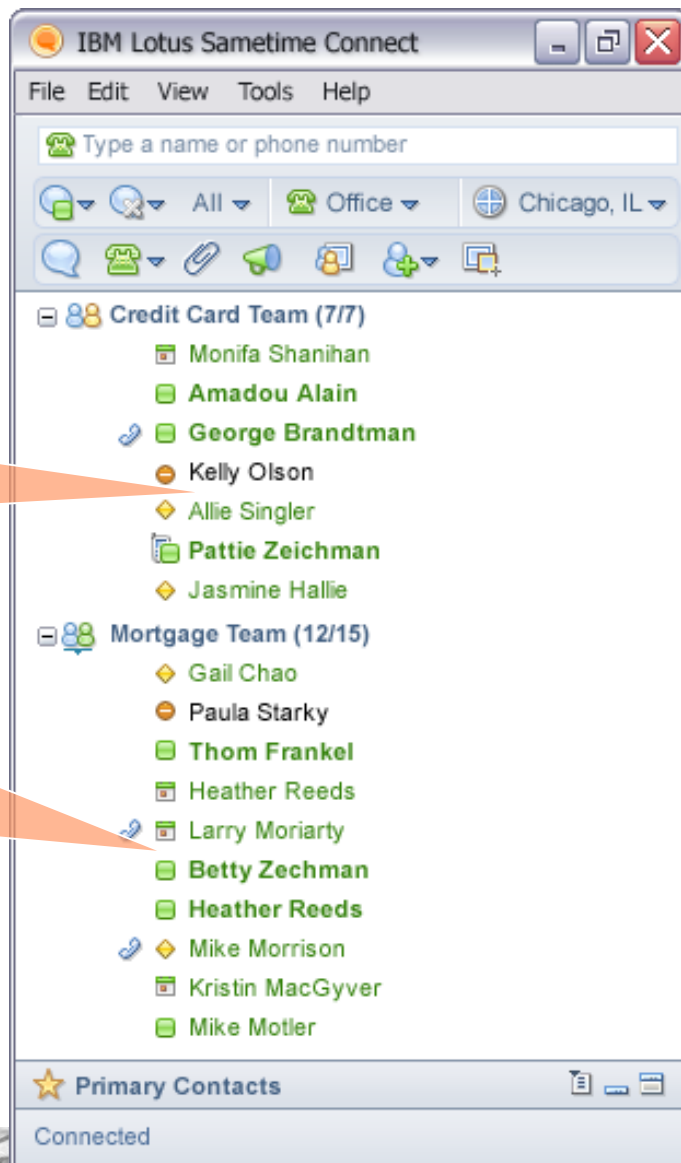 IBM Lotus Sametime Connect
File Edit View Tools Help
Type a name or phone number
All Office Chicago, IL
Credit Card Team (7/7)
Monifa Shanihan
Amadou Alain
George Brandtman
Kelly Olson
Allie Singler
Pattie Zeichman
Jasmine Hallie
Mortgage Team (12/15)
Gail Chao
Paula Starky
Thom Frankel
Heather Reeds
Larry Moriarty
Betty Zechman
Heather Reeds
Mike Morrison
Kristin MacGyver
Mike Motler
Primary Contacts
Connected